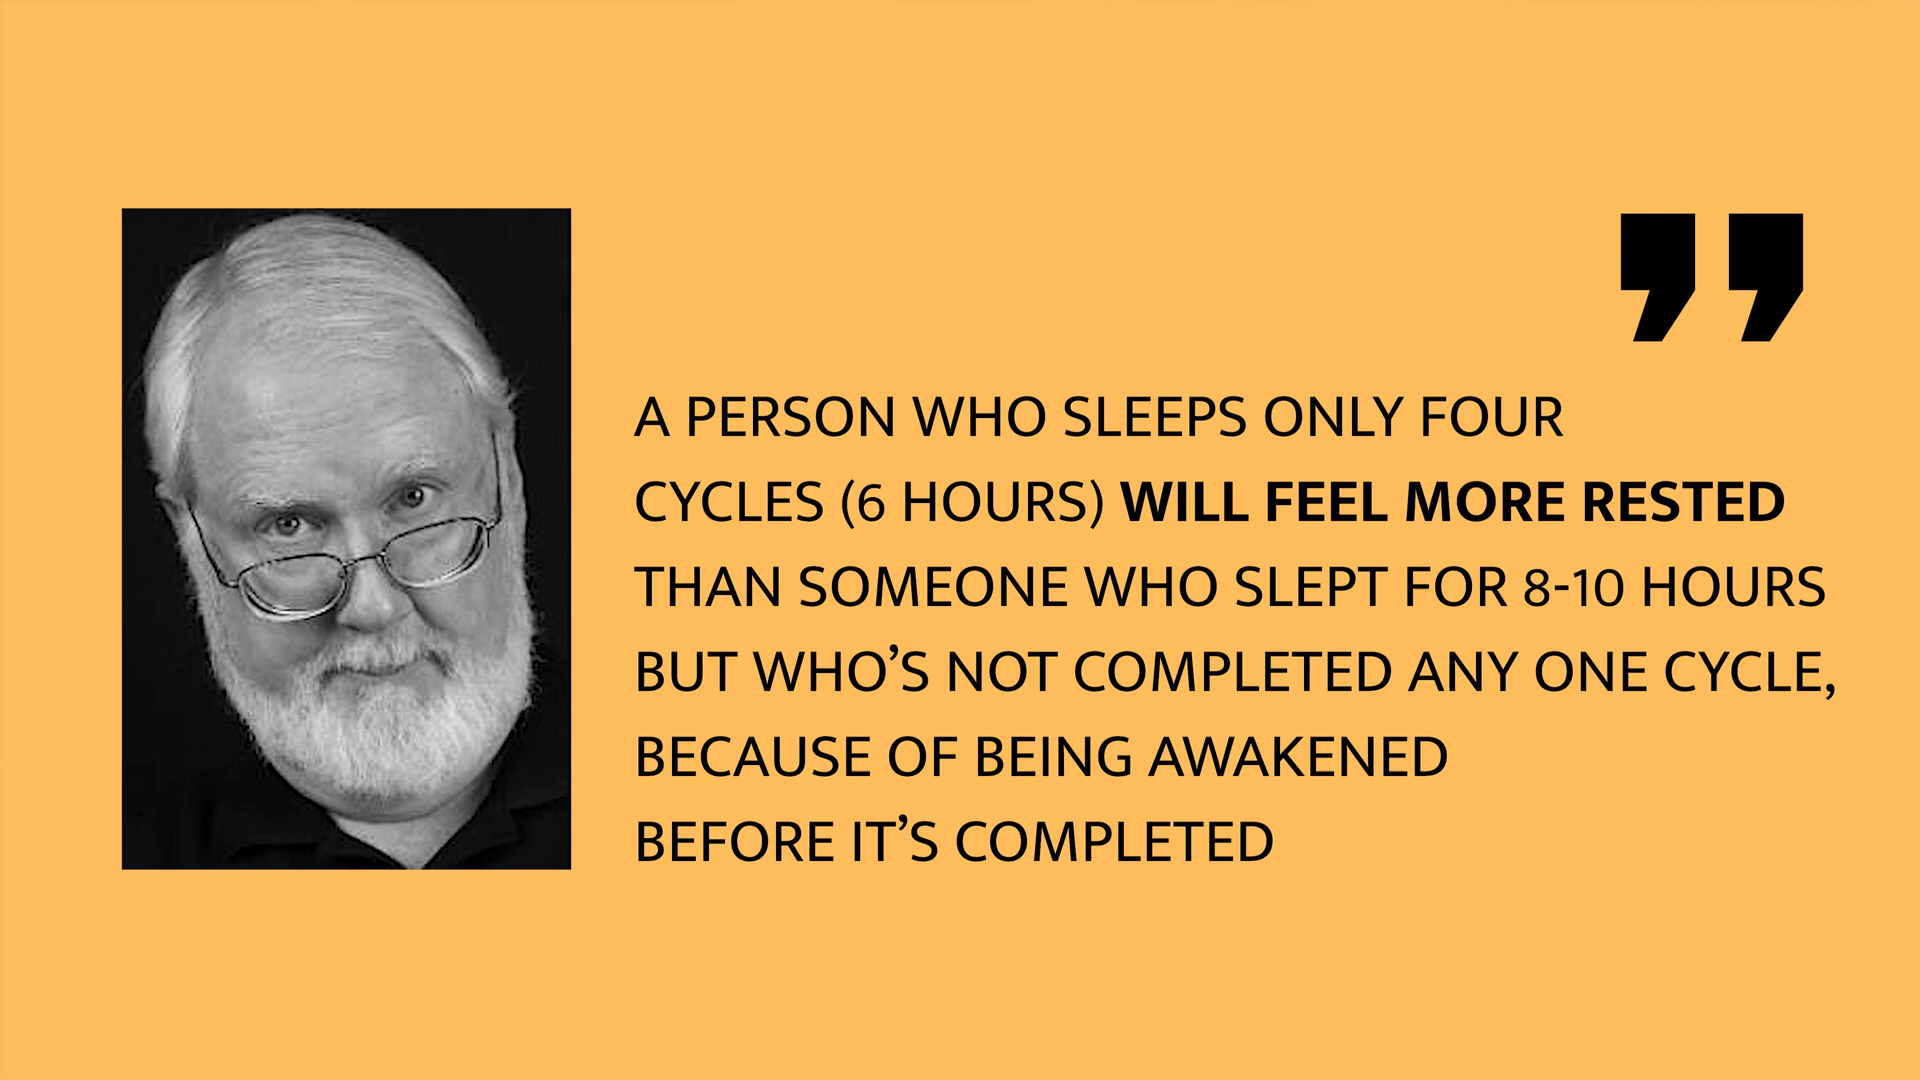 ”
A PERSON WHO SLEEPS ONLY FOUR
CYCLES (6 HOURS) WILL FEEL MORE RESTED
THAN SOMEONE WHO SLEPT FOR 8-10 HOURS
BUT WHO’S NOT COMPLETED ANY ONE CYCLE,
BECAUSE OF BEING AWAKENED
BEFORE IT’S COMPLETED